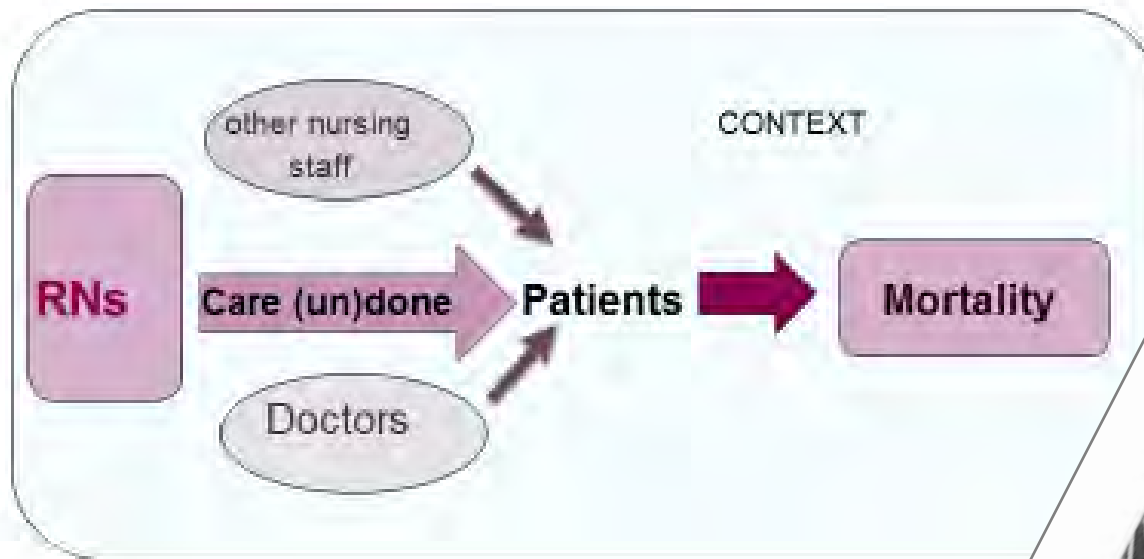 other nursing
staff
CONTEXT
RNs
Care (un)done
Patients
Mortality
Doctors